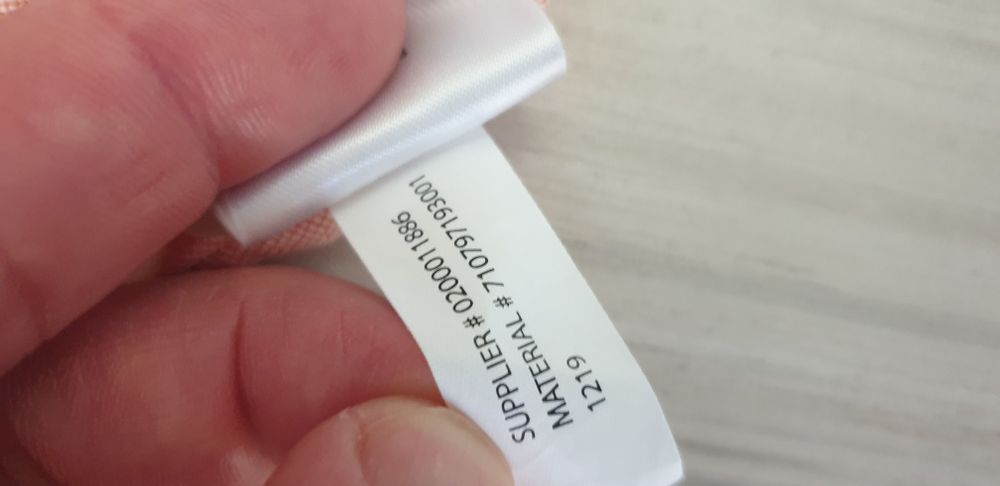 SUPPLIER # 0200011886
MATERIAL # 710797193001
1219